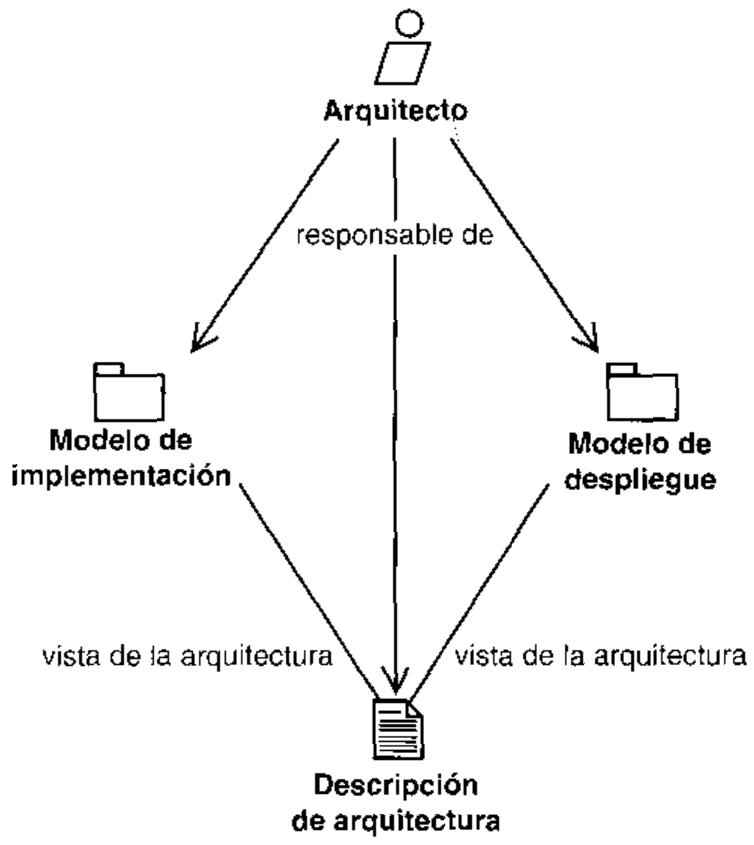 Arquitecto
responsable de
Modelo de
implementación
Modelo de
despliegue
vista de la arquitectura
vista de la arquitectura
Descripción
de arquitectura